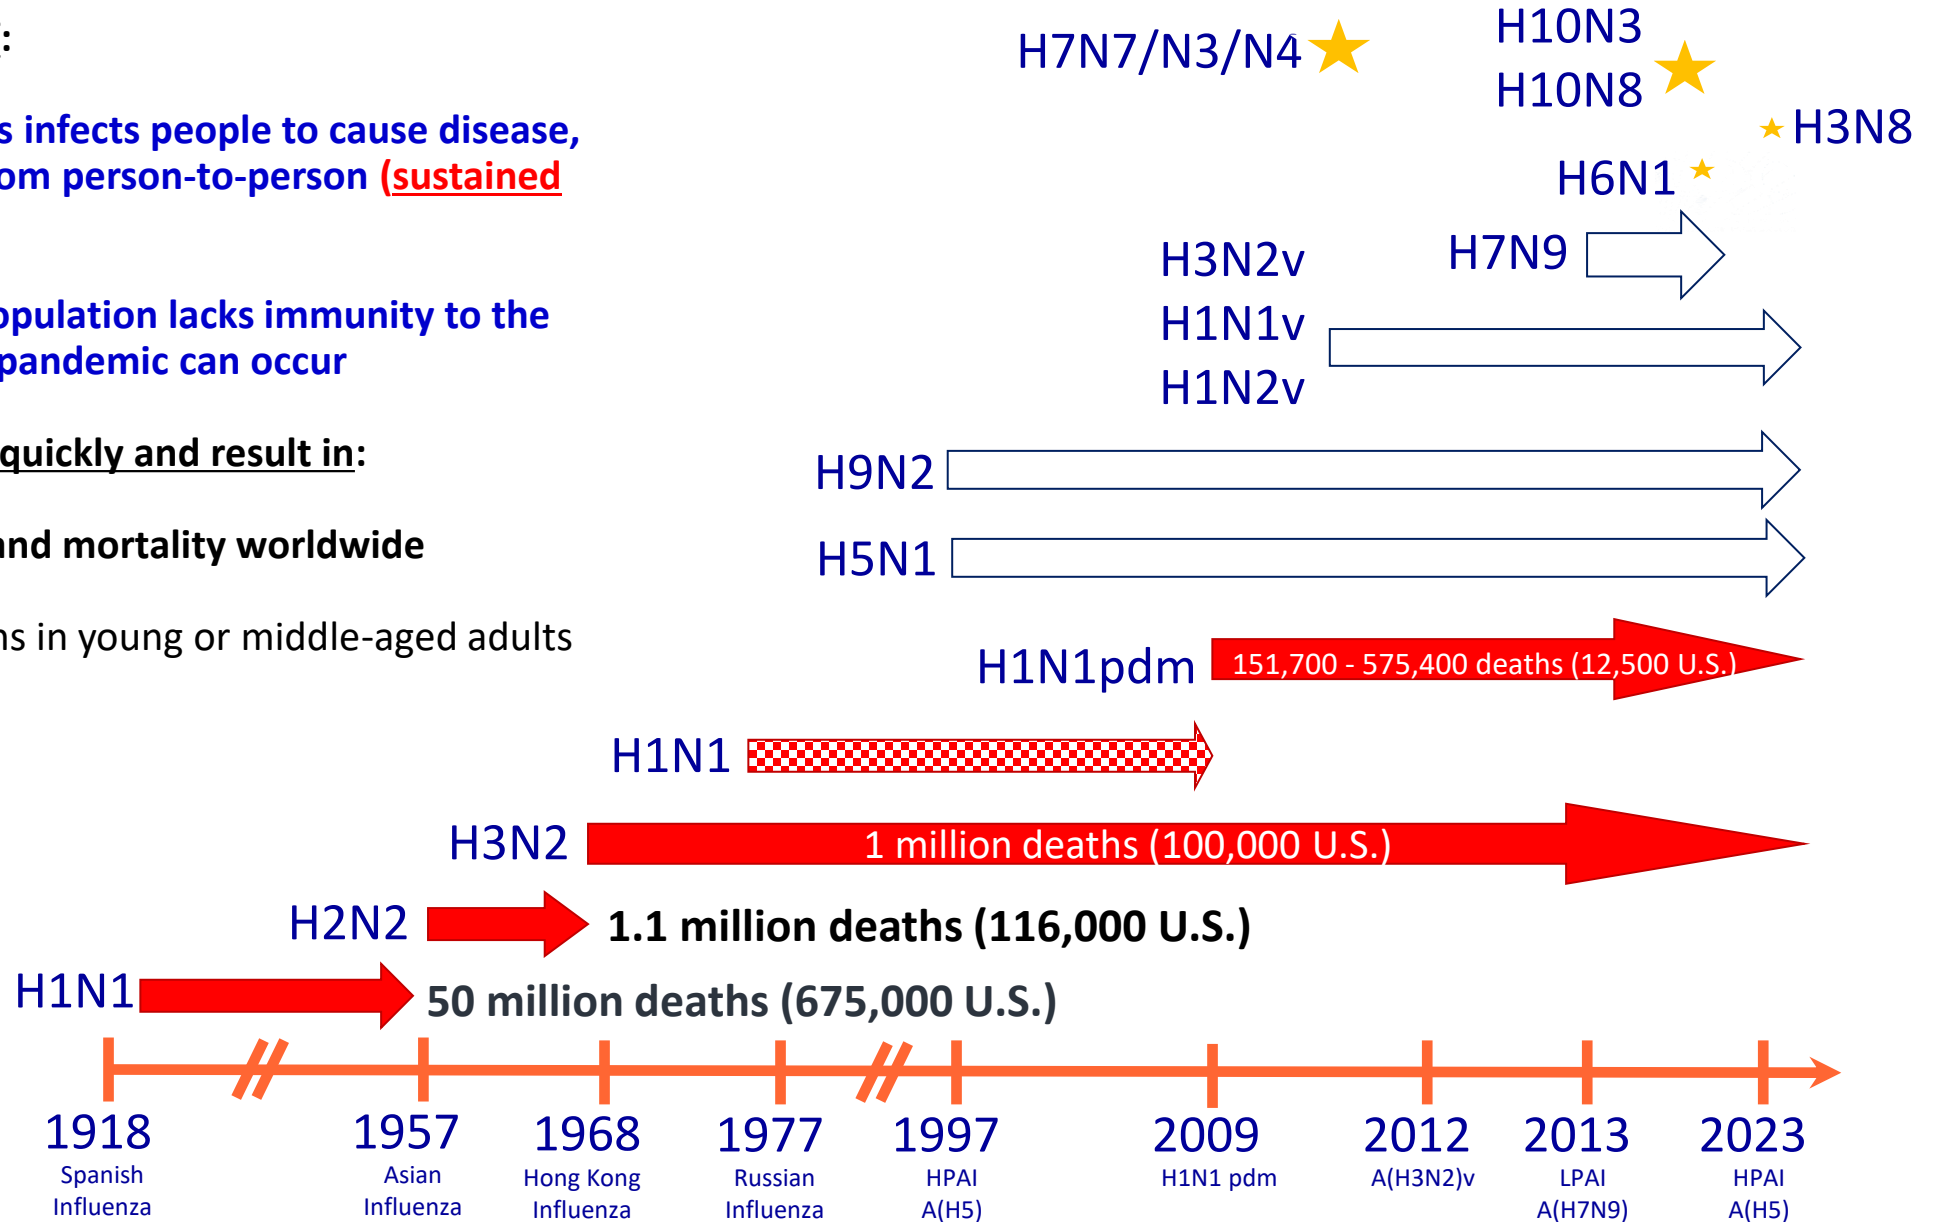 :
s infects people to cause disease,
om person-to-person (sustained
opulation lacks immunity to the
pandemic can occur
quickly and result in:
and mortality worldwide
ns in young or middle-aged adults
H7N7/N3/N4
H10N3
H10N8
H3N8
H6N1
H7N9
H3N2v
H1N1v
H1N2v
H9N2
H5N1
H1N1pdm
151,700 - 575,400 deaths (12,500 U.S.)
H1N1
H3N2
1 million deaths (100,000 U.S.)
H2N2
1.1 million deaths (116,000 U.S.)
H1N1
50 million deaths (675,000 U.S.)
1918
Spanish
Influenza
1957
Asian
Influenza
1968
Hong Kong
Influenza
1977
Russian
Influenza
1997
HPAI
A(H5)
2009
H1N1 pdm
2012
A(H3N2)v
2013
LPAI
A(H7N9)
2023
HPAI
A(H5)